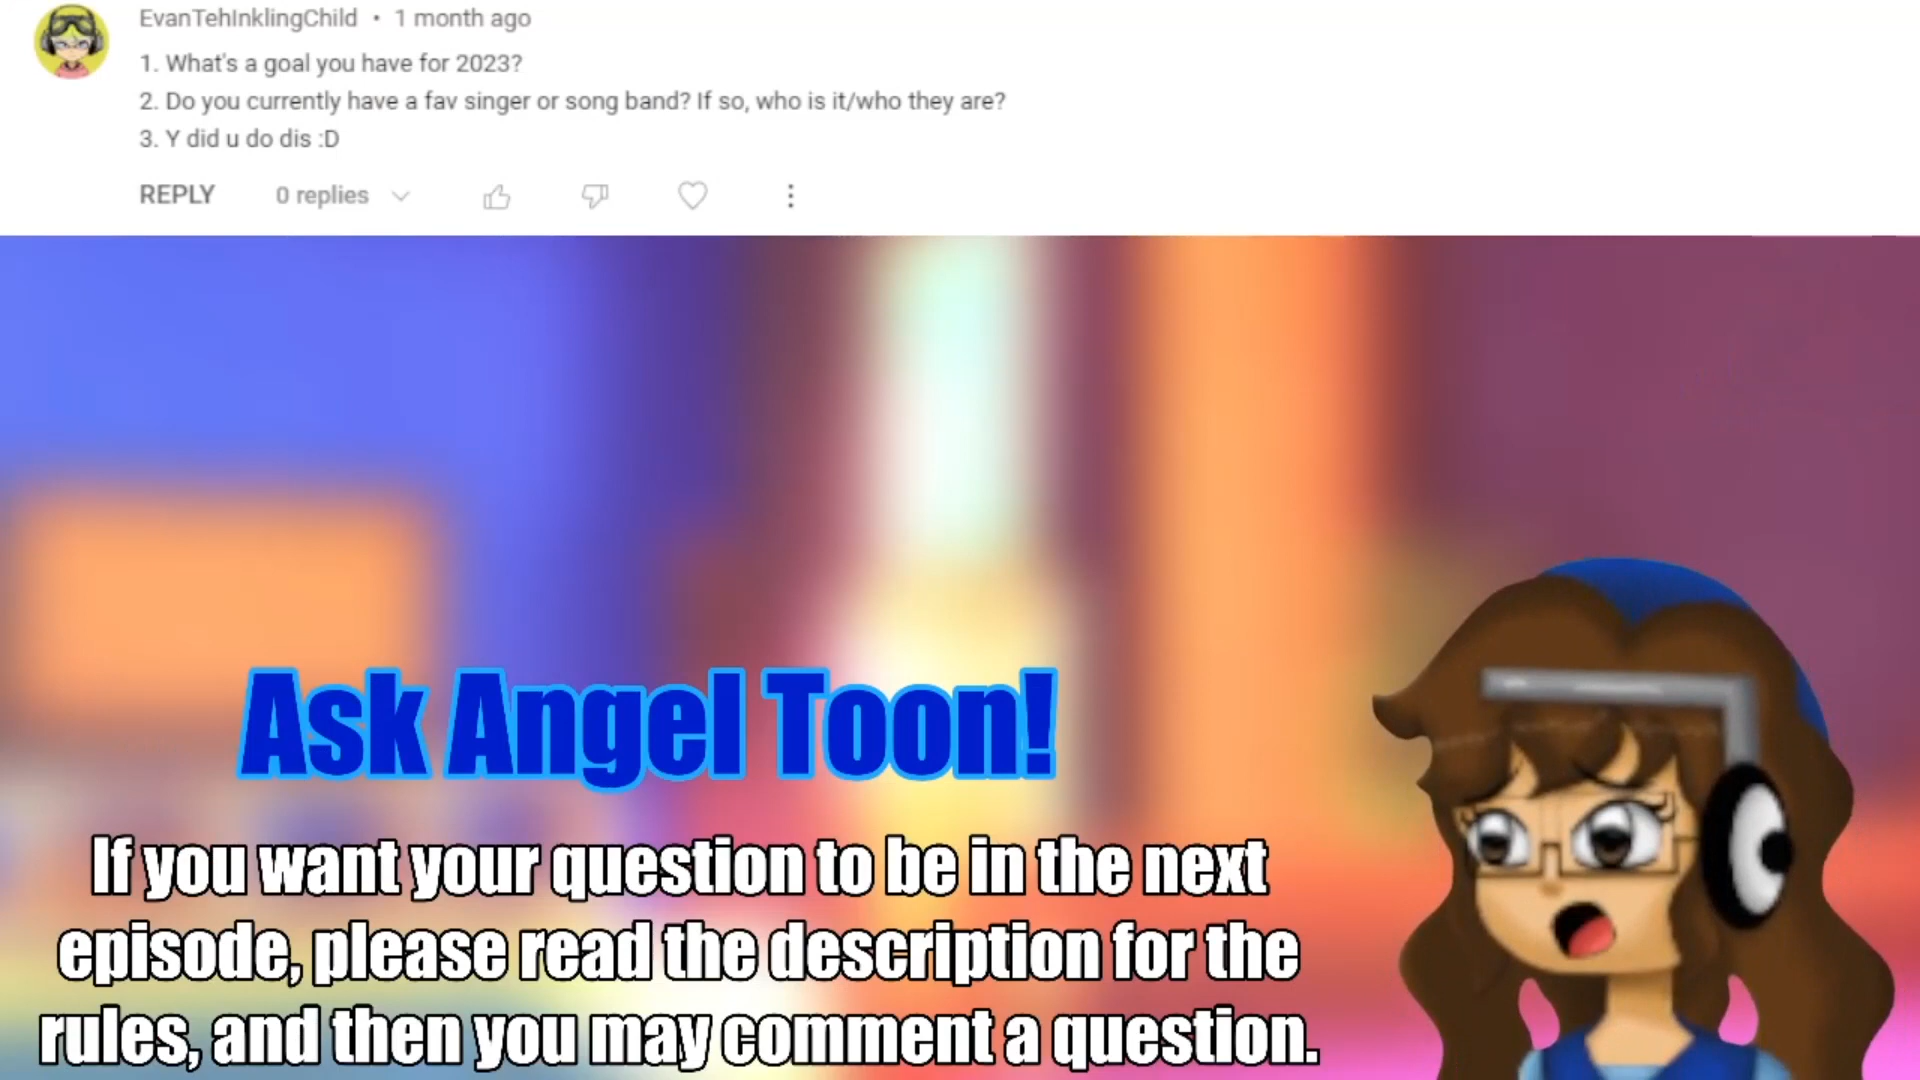 EvanTehInklingChild • 1 month ago
1. What's a goal you have for 2023?
2. Do you currently have a fav singer or song band? If so, who is it/who they are?
3. Y did u do dis :D
REPLY 0 replies
Ask Angel Toon!
If you want your question to be in the next
episode, please read the description for the
rules, and then you may comment a question.